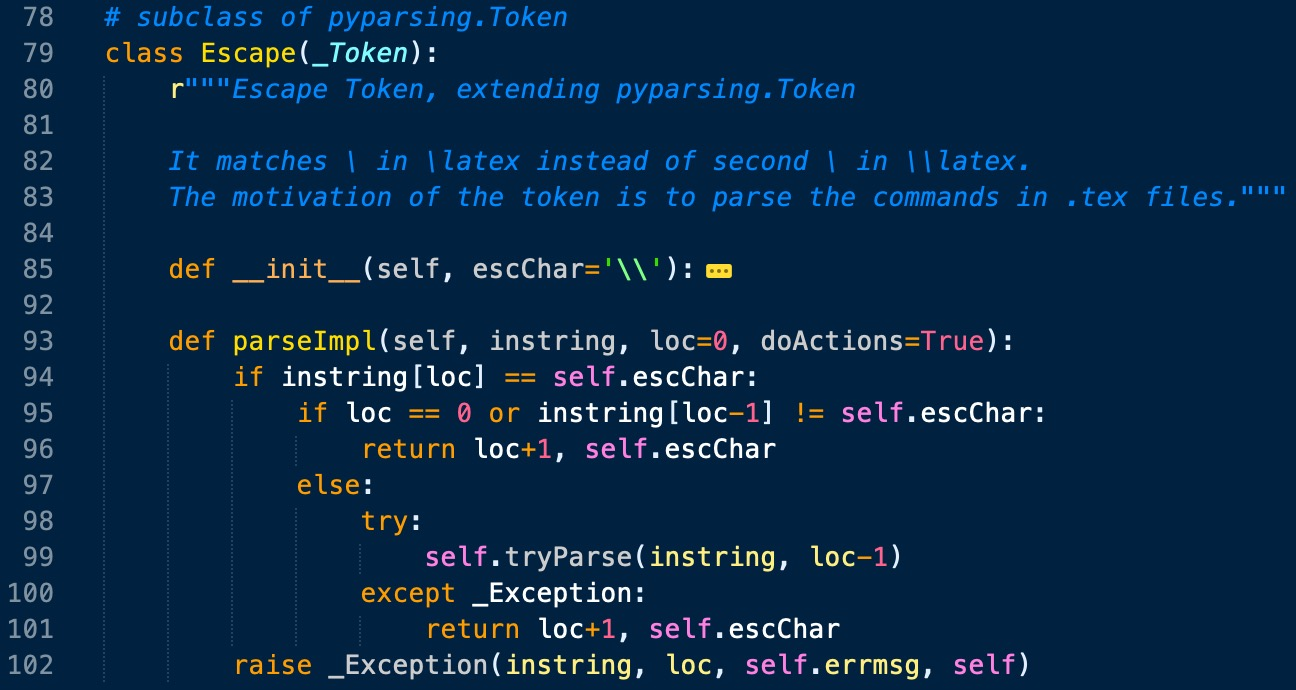 78 # subclass of pyparsing.Token
79 class Escape(_Token):
80     r"""Escape Token, extending pyparsing.Token
81
82     It matches \ in \latex instead of second \ in \\latex.
83     The motivation of the token is to parse the commands in .tex files."""
84
85     def __init__(self, escChar='\\'): ...
92
93     def parseImpl(self, instring, loc=0, doActions=True):
94         if instring[loc] == self.escChar:
95             if loc == 0 or instring[loc-1] != self.escChar:
96                 return loc+1, self.escChar
97             else:
98                 try:
99                     self.tryParse(instring, loc-1)
100                 except _Exception:
101                     return loc+1, self.escChar
102         raise _Exception(instring, loc, self.errmsg, self)